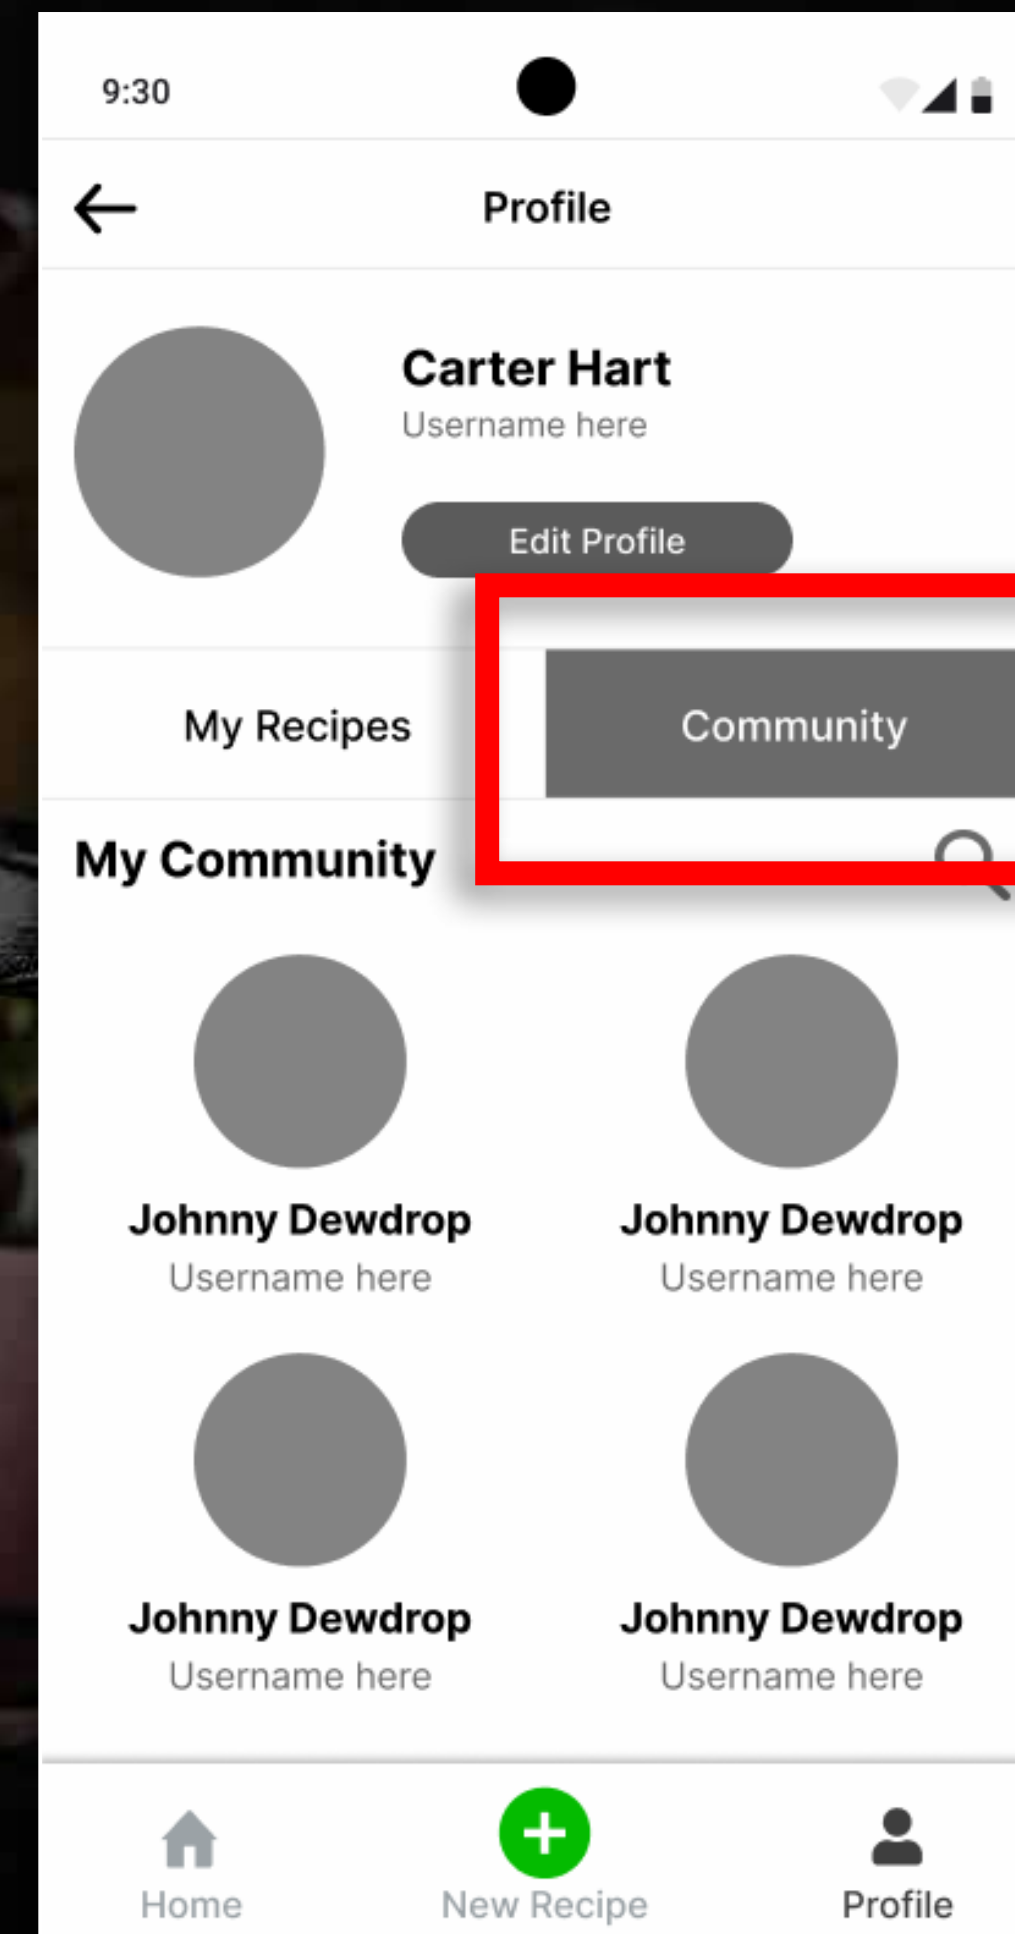 9:30
Profile
Carter Hart
Username here
Edit Profile
My Recipes Community
My Community
Johnny Dewdrop Johnny Dewdrop
Username here Username here
Johnny Dewdrop Johnny Dewdrop
Username here Username here
Home New Recipe Profile